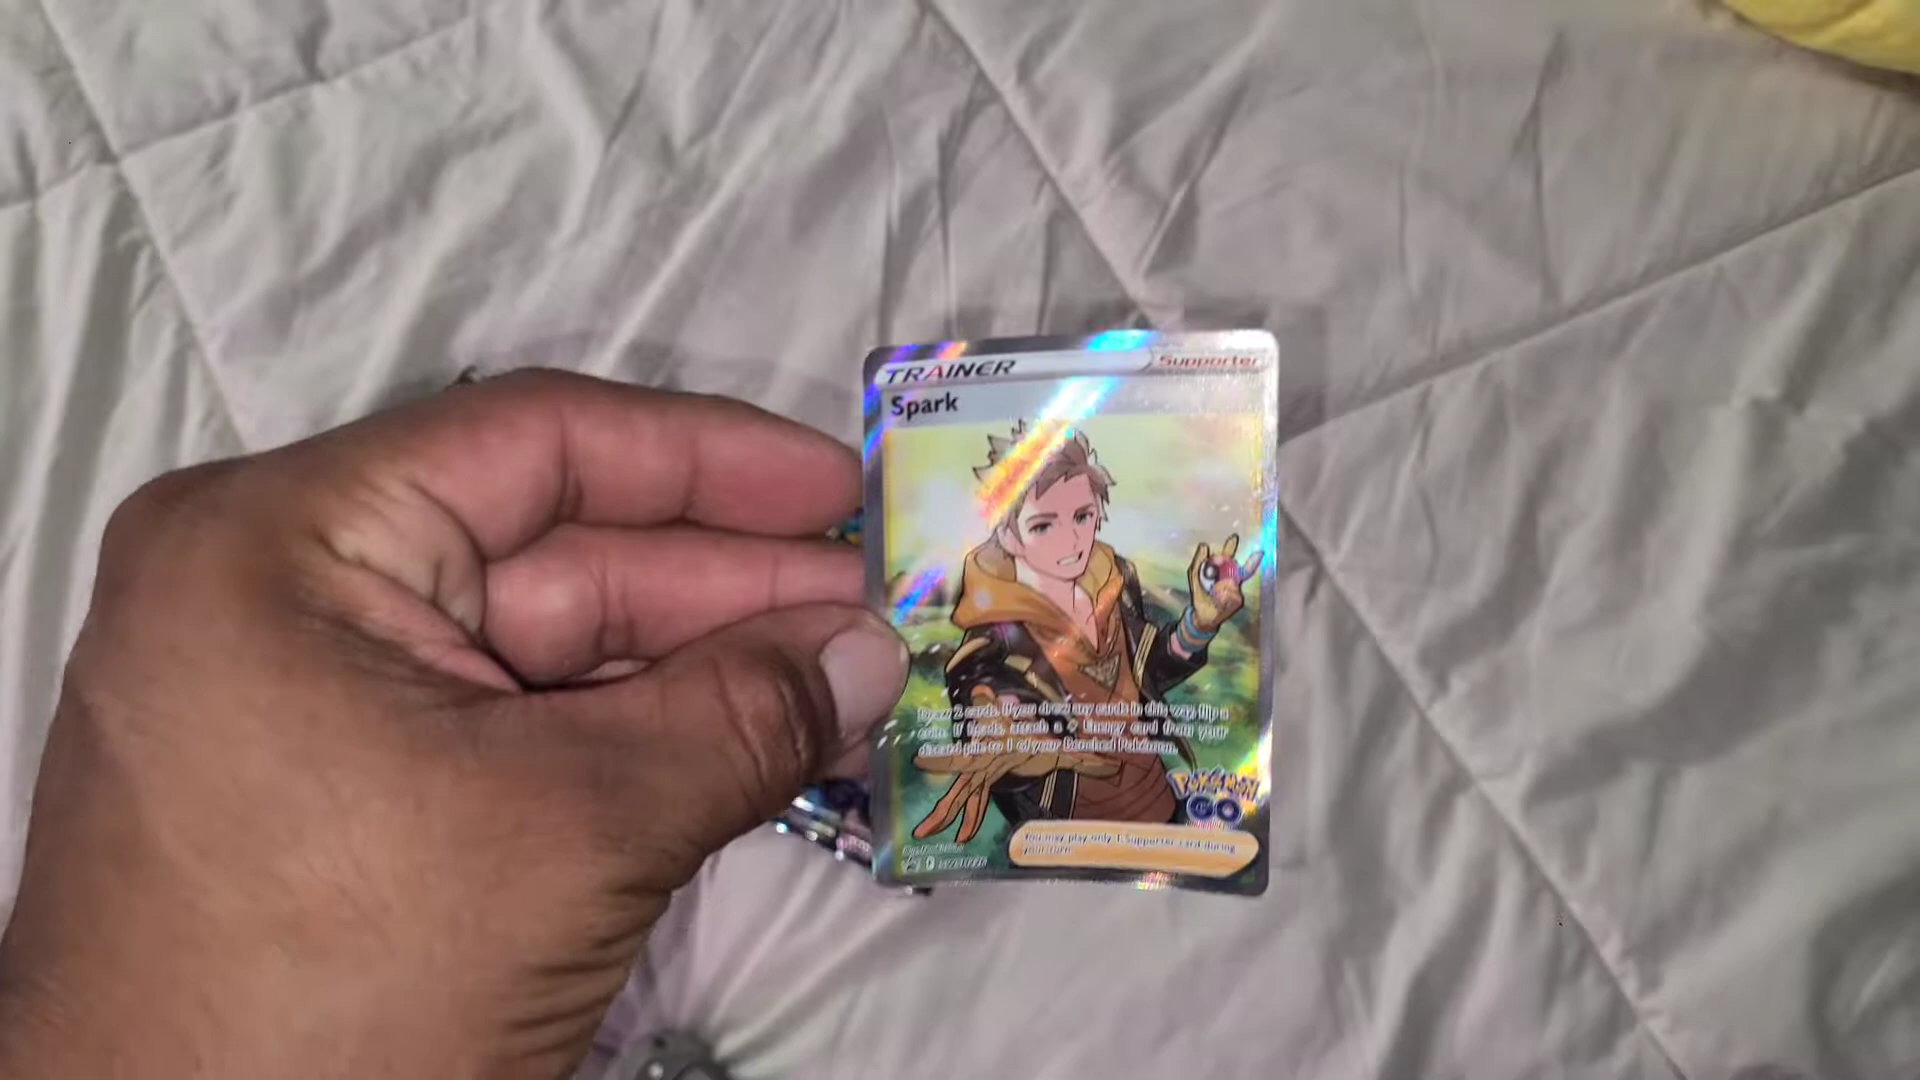 TRAINER
Supporter
Spark
Draw 2 cards. If you draw any cards in this way, flip a
coin. If heads, attach a Energy card from your
discard pile to 1 of your Benched Pokémon.
POKÉMON
GO
You may play only 1 Supporter card during
your turn.